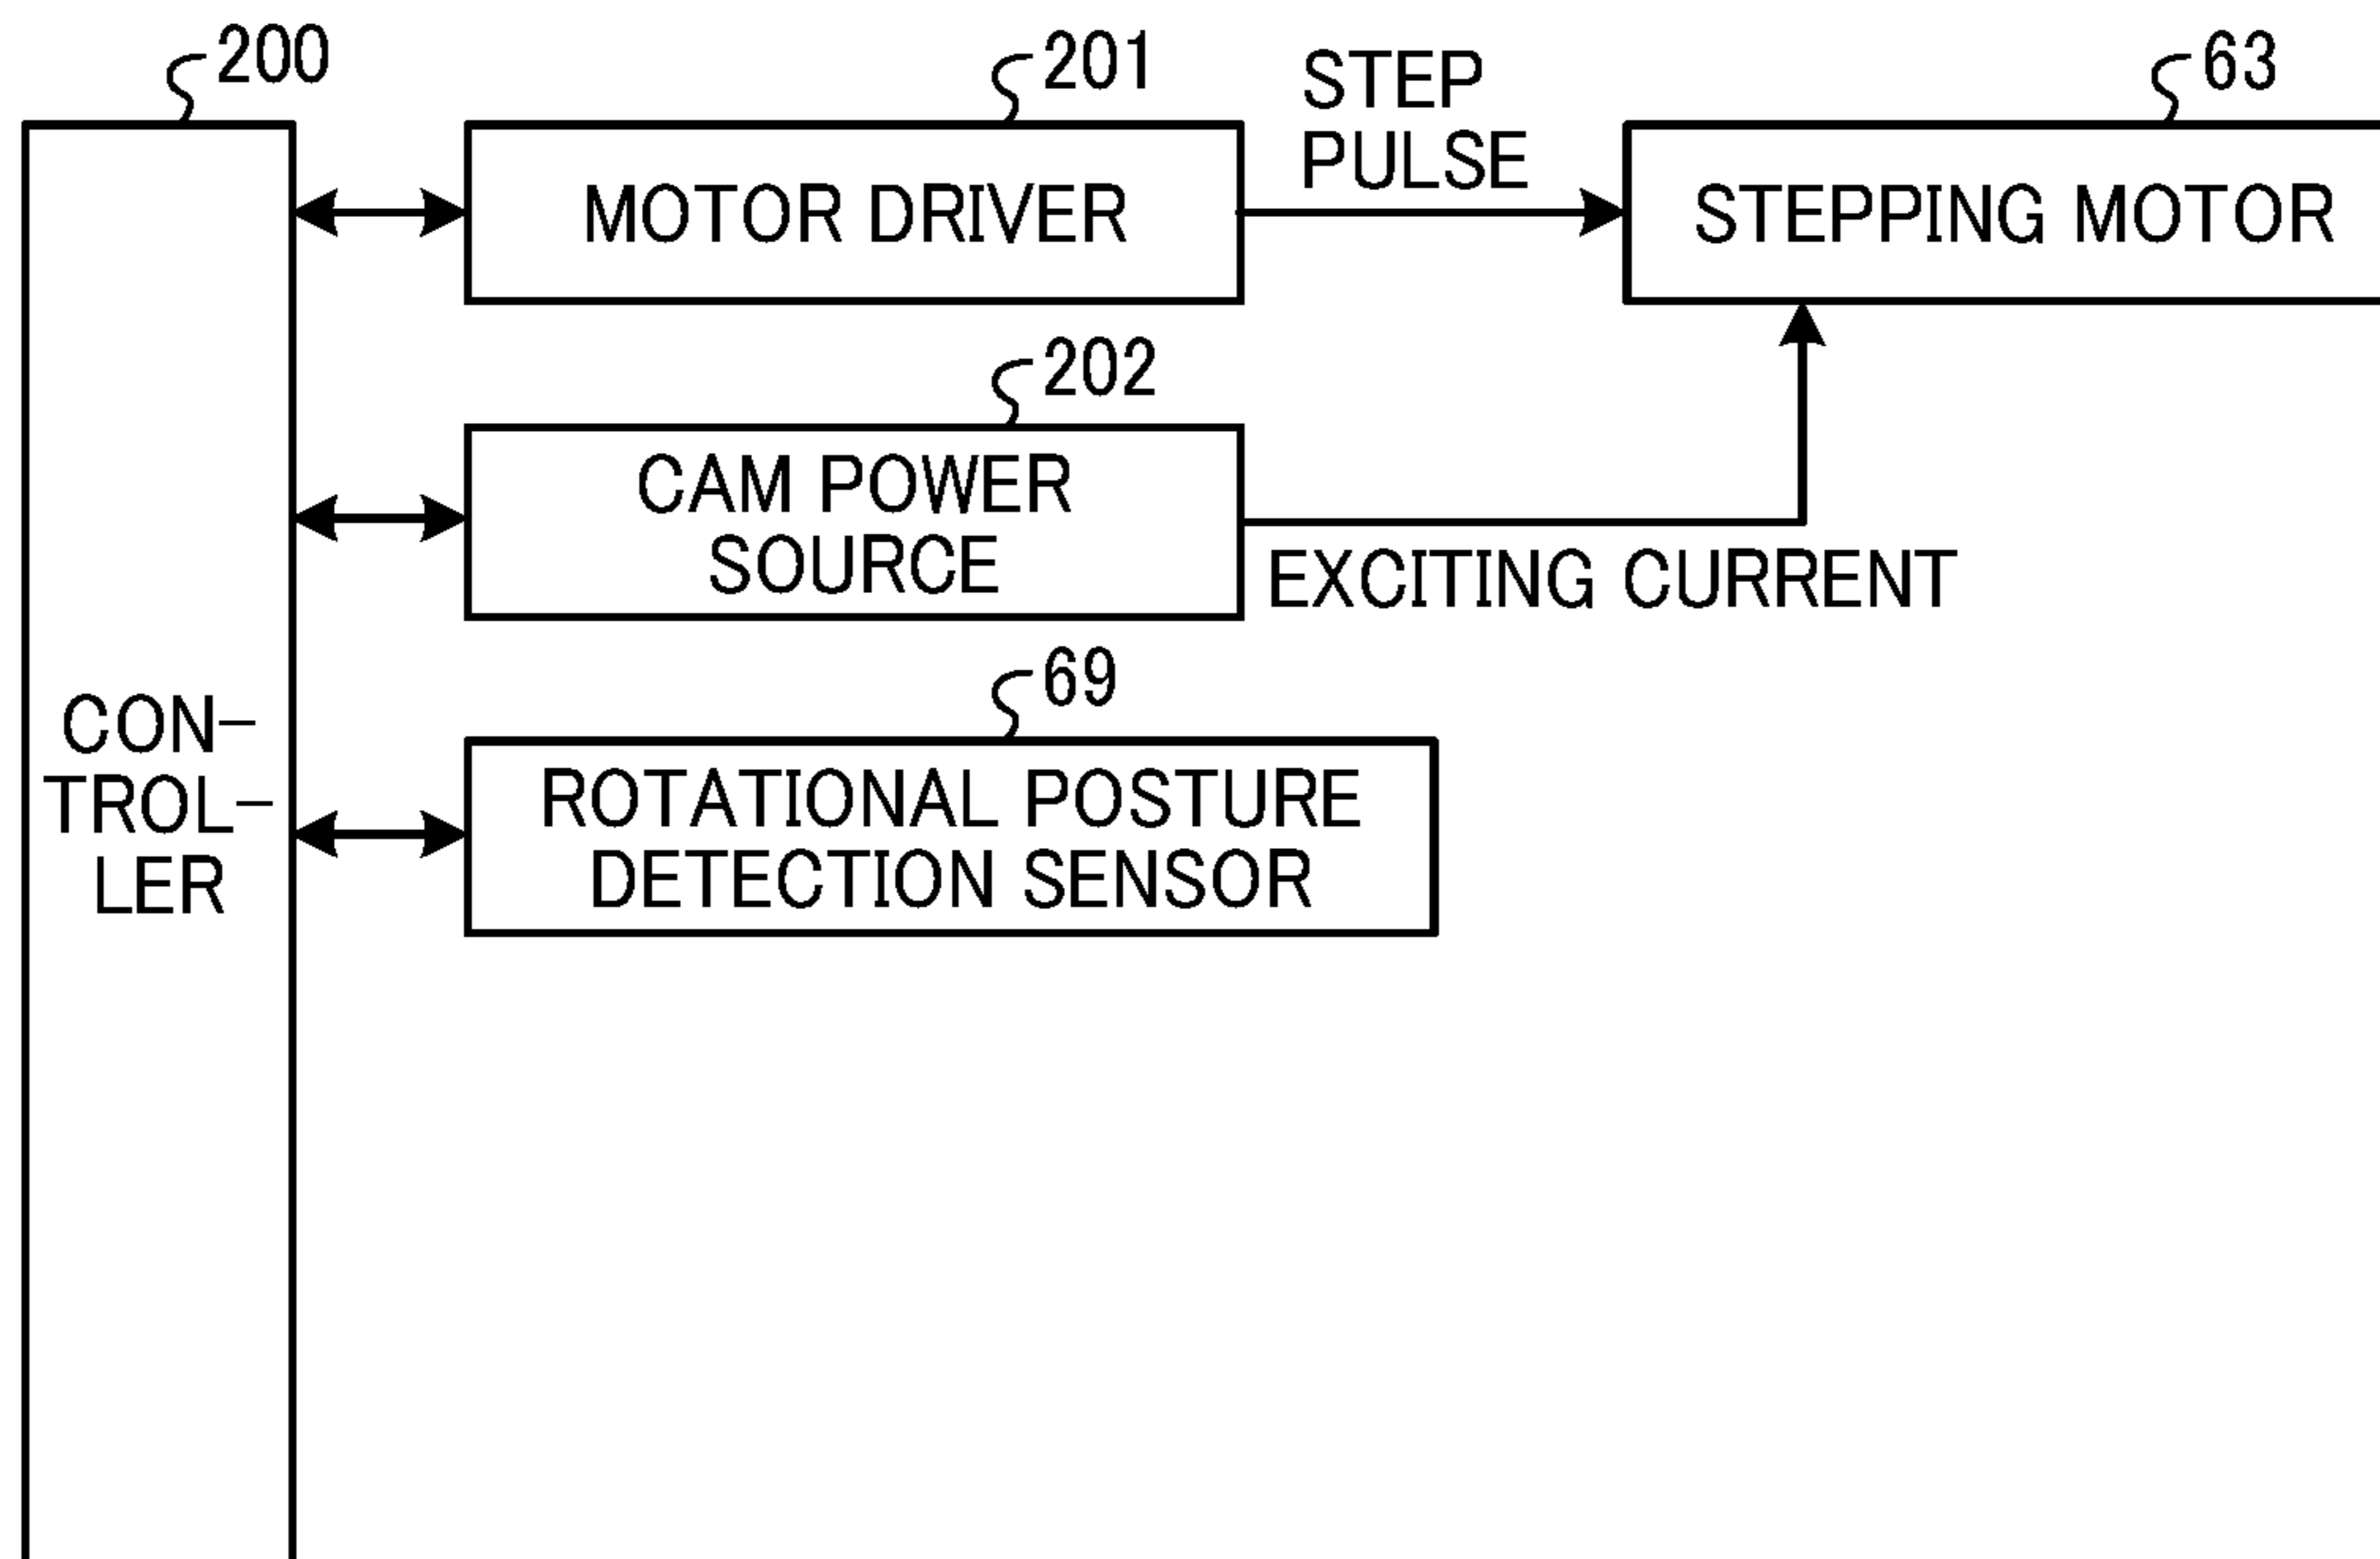 200
201
STEP
PULSE
63
MOTOR DRIVER
STEPPING MOTOR
202
CAM POWER
SOURCE
EXCITING CURRENT
69
CON-
TROL-
LER
ROTATIONAL POSTURE
DETECTION SENSOR